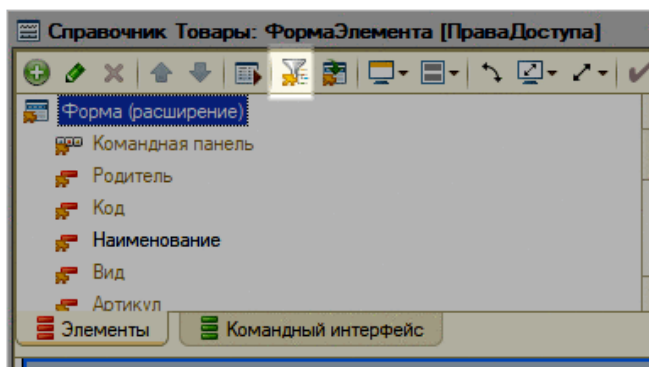 Справочник Товары: ФормаЭлемента [ПраваДоступа]
Форма (расширение)
Командная панель
Родитель
Код
Наименование
Вид
Артикул
Элементы
Командный интерфейс